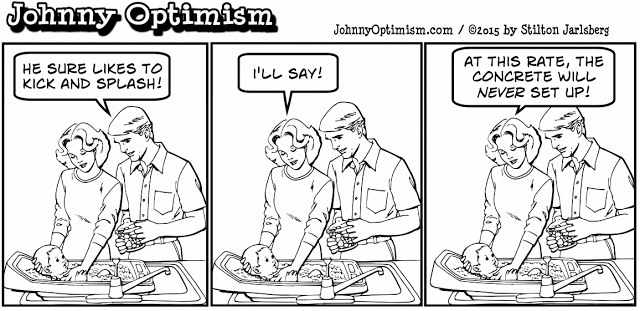 Johnny Optimism
JohnnyOptimism.com / ©2015 by Stilton Jarlsberg
HE SURE LIKES TO
KICK AND SPLASH!
I'LL SAY!
AT THIS RATE, THE
CONCRETE WILL
NEVER SET UP!